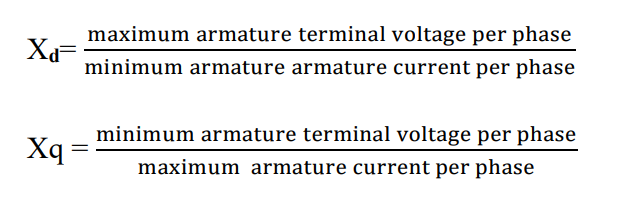 maximum armature terminal voltage per phase
Xd=
minimum armature armature current per phase
minimum armature terminal voltage per phase
Xq =
maximum armature current per phase